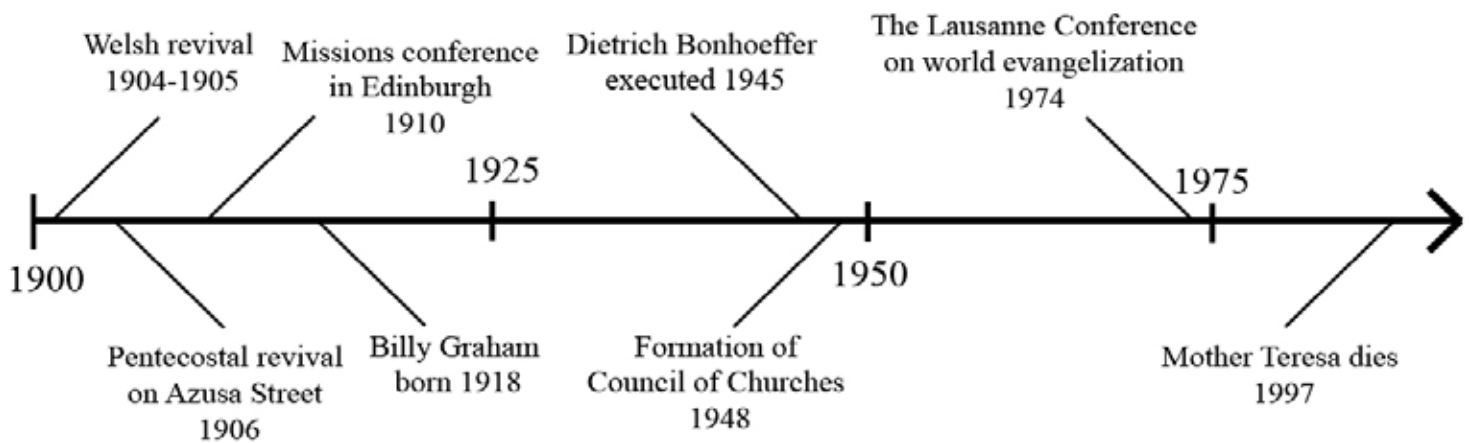 Welsh revival
1904-1905
Missions conference
in Edinburgh
1910
Dietrich Bonhoeffer
executed 1945
The Lausanne Conference
on world evangelization
1974
1925
1975
1900
1950
Pentecostal revival
on Azusa Street
1906
Billy Graham
born 1918
Formation of
Council of Churches
1948
Mother Teresa dies
1997